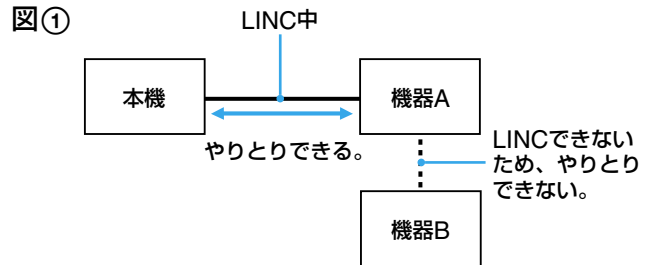 図①
LINC中
本機
機器A
やりとりできる。
LINCできない
ため、やりとり
できない。
機器B